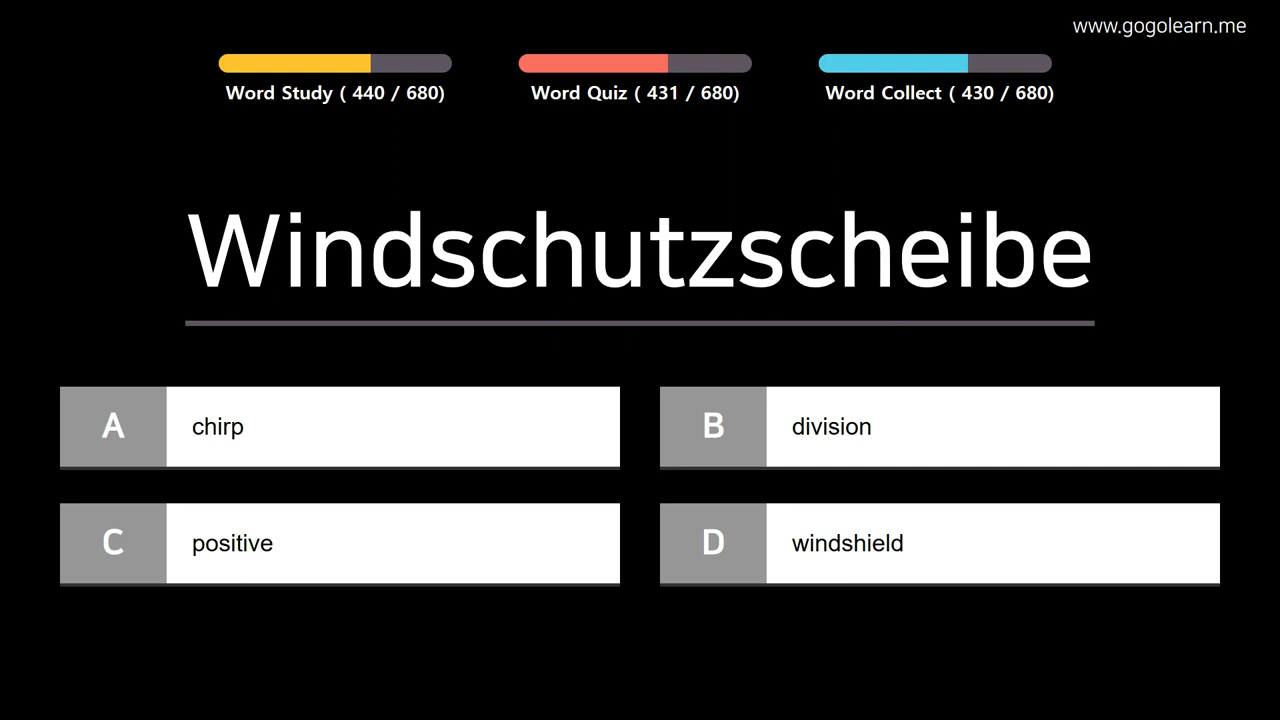 www.gogolearn.me
Word Study ( 440 / 680)
Word Quiz ( 431 / 680)
Word Collect ( 430 / 680)
Windschutzscheibe
A chirp
B division
C positive
D windshield